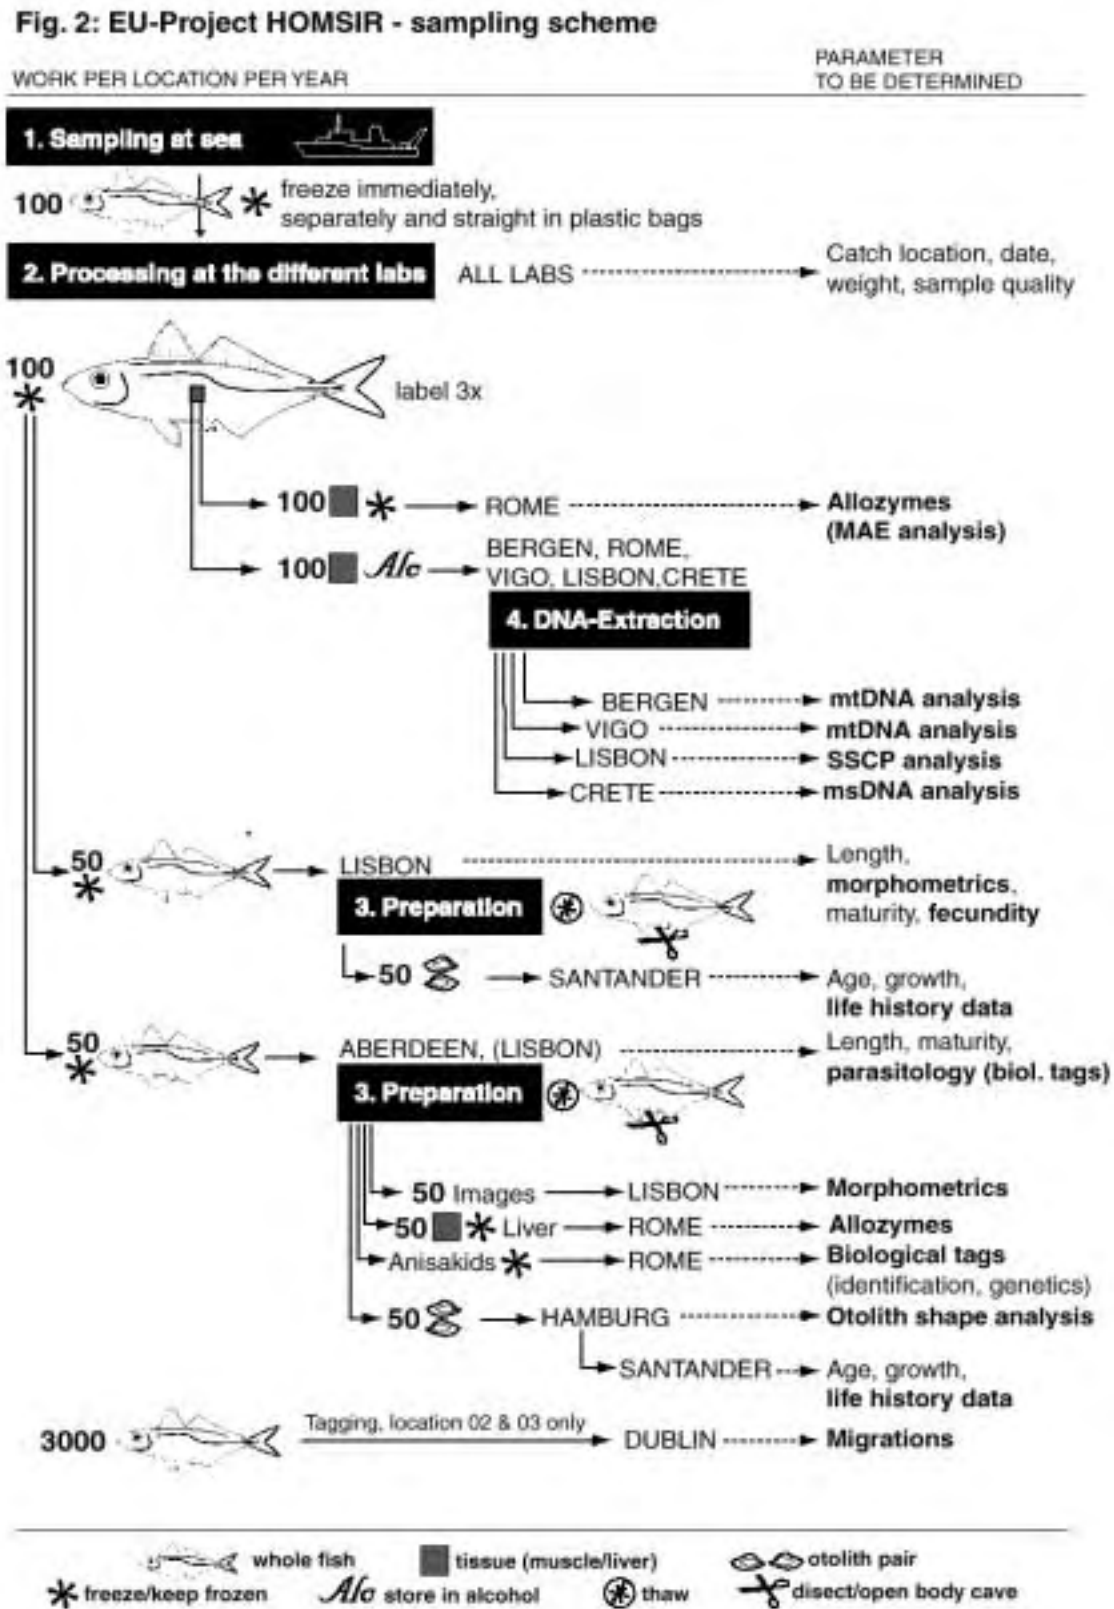 Fig. 2: EU-Project HOMSIR - sampling scheme
WORK PER LOCATION PER YEAR
PARAMETER
TO BE DETERMINED
1. Sampling at sea
100
freeze immediately,
separately and straight in plastic bags
2. Processing at the different labs
ALL LABS
Catch location, date,
weight, sample quality
100
label 3x
100
ROME
Allozymes
(MAE analysis)
100 Alc
BERGEN, ROME,
VIGO, LISBON,CRETE
4. DNA-Extraction
BERGEN
mtDNA analysis
VIGO
mtDNA analysis
LISBON
SSCP analysis
CRETE
msDNA analysis
50
LISBON
Length,
morphometrics,
maturity, fecundity
3. Preparation
50
SANTANDER
Age, growth,
life history data
50
ABERDEEN, (LISBON)
Length, maturity,
parasitology (biol. tags)
3. Preparation
50 Images
LISBON
Morphometrics
50 Liver
ROME
Allozymes
Anisakids
ROME
Biological tags
(identification, genetics)
50
HAMBURG
Otolith shape analysis
SANTANDER
Age, growth,
life history data
3000
Tagging, location 02 & 03 only
DUBLIN
Migrations
whole fish
tissue (muscle/liver)
otolith pair
freeze/keep frozen
Alc store in alcohol
thaw
disect/open body cave